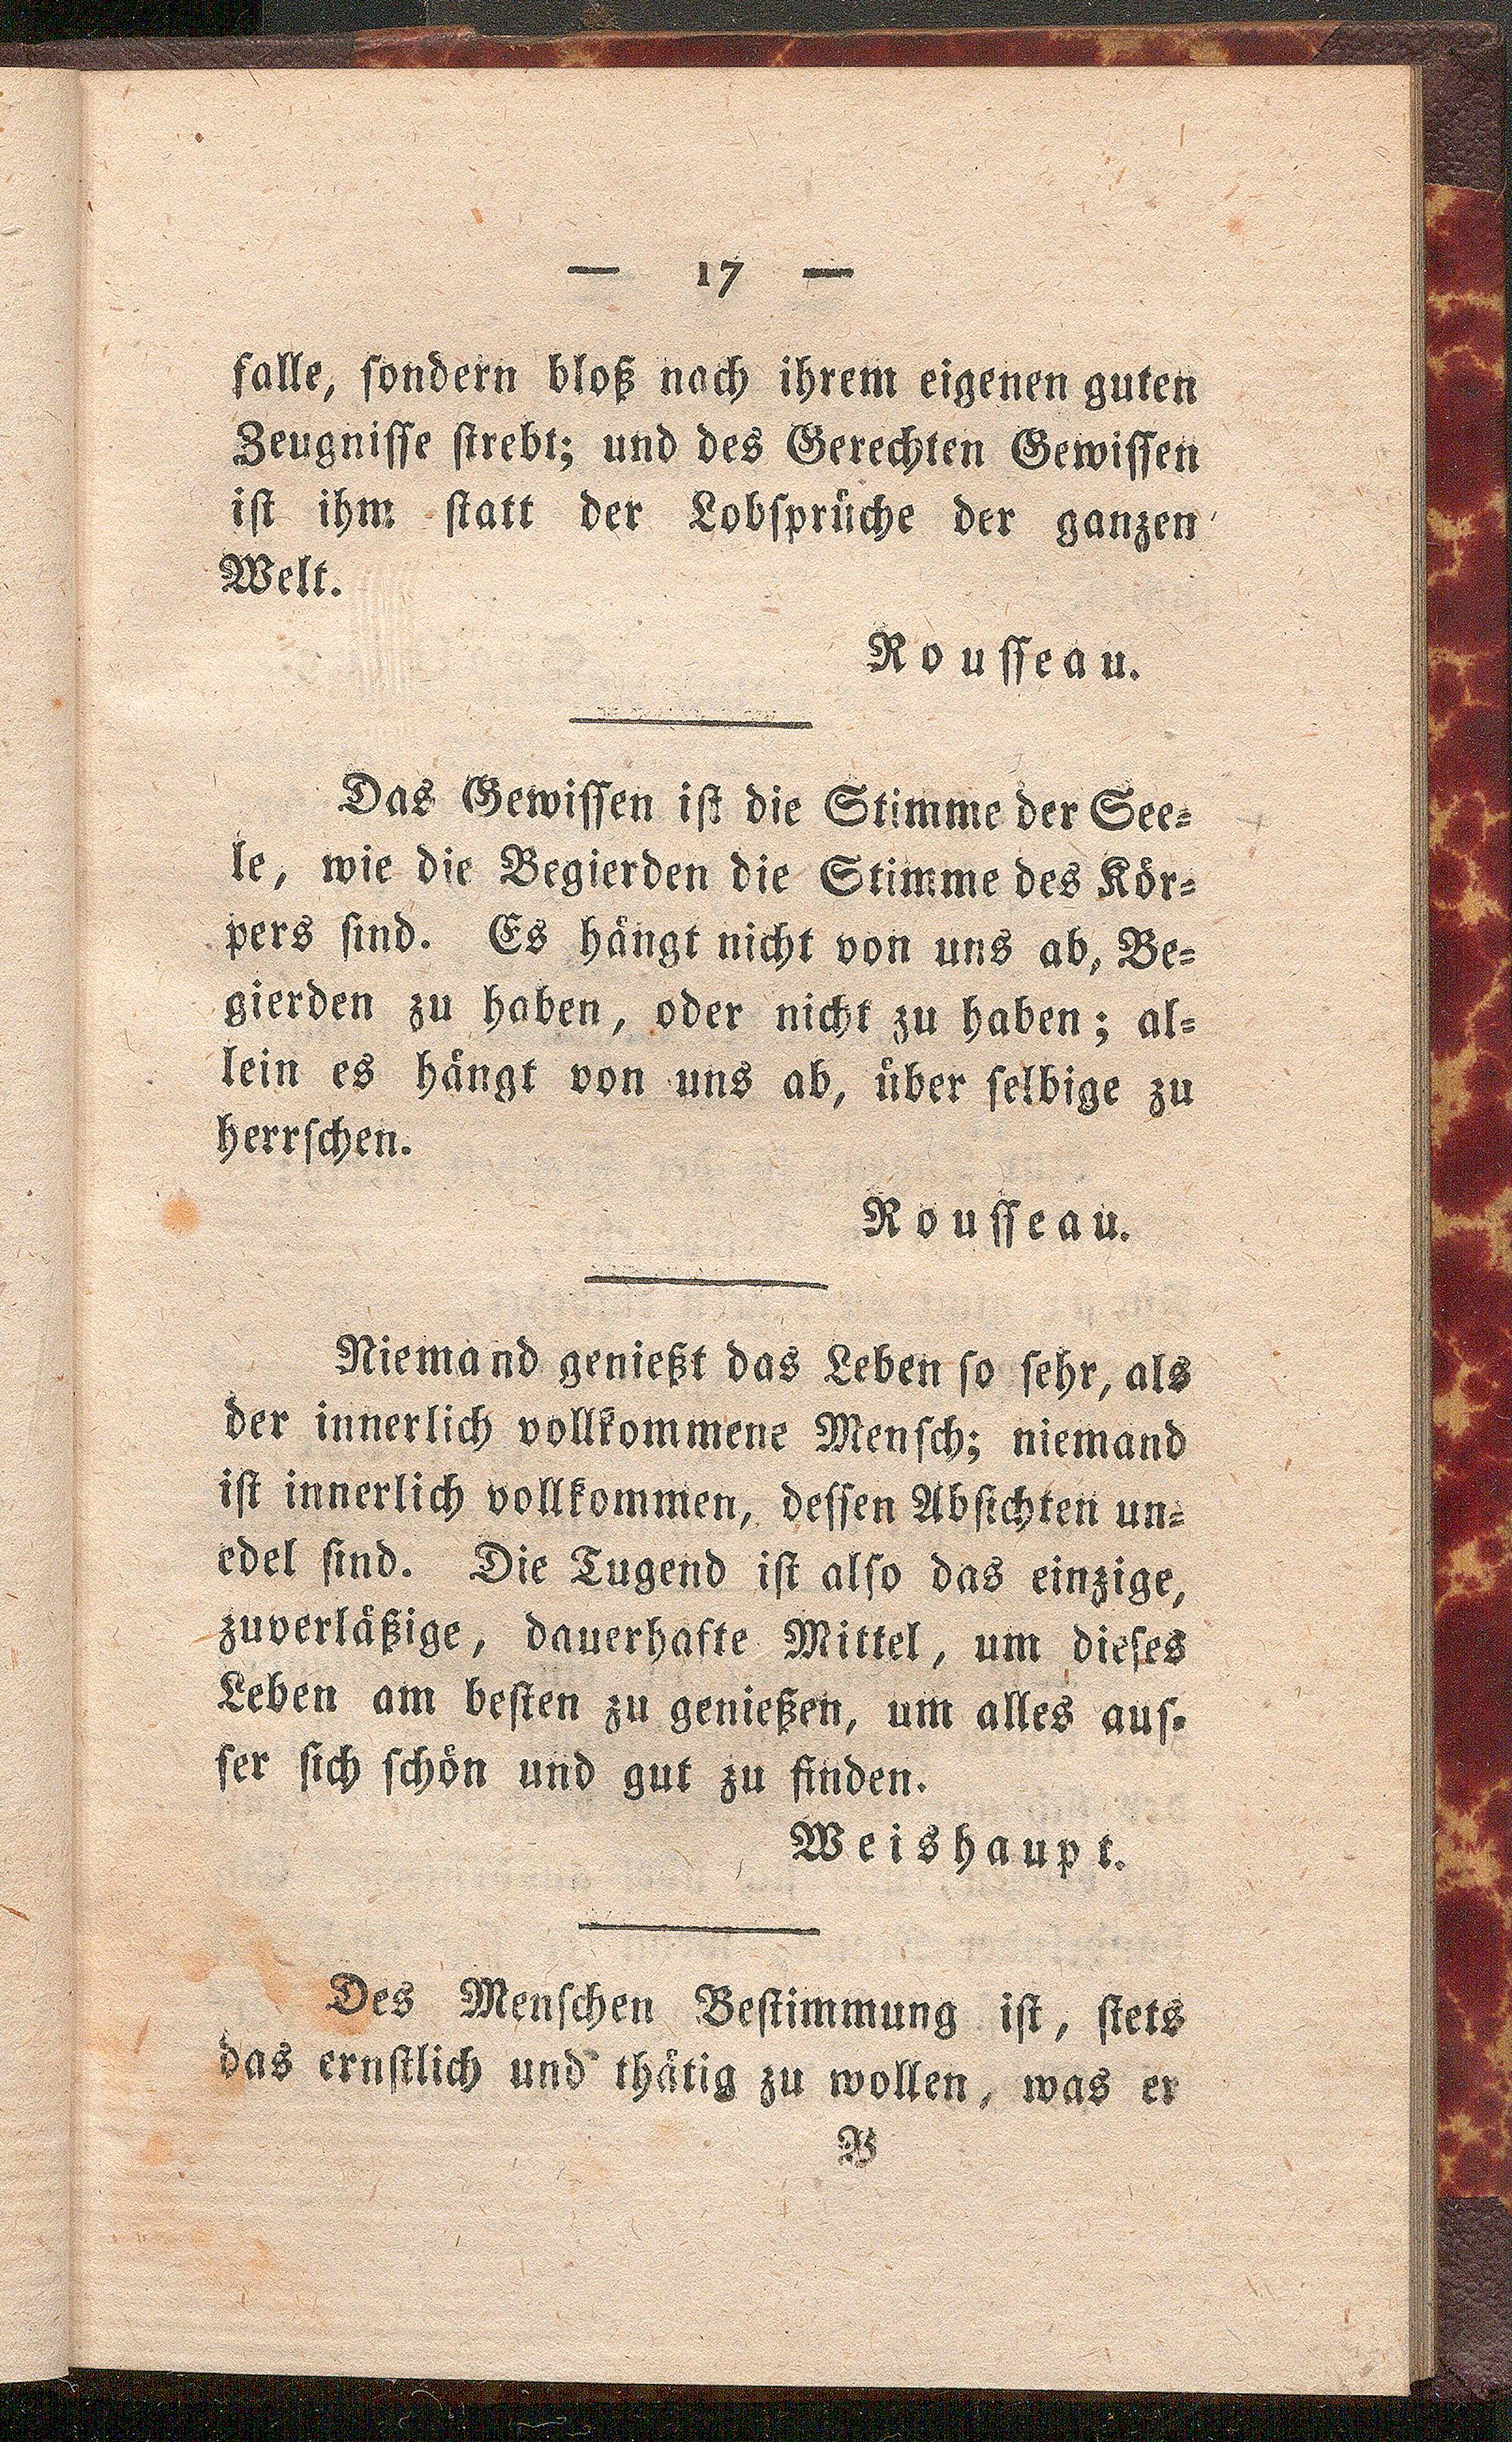 — 17 —
falle, ſondern bloß nach ihrem eigenen guten
Zeugniſſe ſtrebt; und des Gerechten Gewiſſen
iſt ihm ſtatt der Lobſprüche der ganzen
Welt.
Rouſſeau.
Das Gewiſſen iſt die Stimme der See⸗
le, wie die Begierden die Stimme des Kör⸗
pers ſind. Es hängt nicht von uns ab, Be⸗
gierden zu haben, oder nicht zu haben; al⸗
lein es hängt von uns ab, über ſelbige zu
herrſchen.
Rouſſeau.
Niemand genießt das Leben ſo ſehr, als
der innerlich vollkommene Menſch; niemand
iſt innerlich vollkommen, deſſen Abſichten un⸗
edel ſind. Die Tugend iſt alſo das einzige,
zuverläßige, dauerhafte Mittel, um dieſes
Leben am beſten zu genießen, um alles auſ⸗
ſer ſich ſchön und gut zu finden.
Weishaupt.
Des Menſchen Beſtimmung iſt, ſtets
das ernſtlich und thätig zu wollen, was er
B